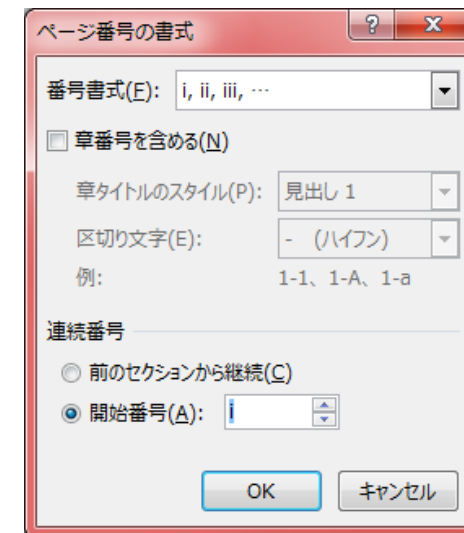 ページ番号の書式
番号書式(F): i, ii, iii, …
章番号を含める(N)
章タイトルのスタイル(P): 見出し 1
区切り文字(E): - (ハイフン)
例: 1-1、1-A、1-a
連続番号
前のセクションから継続(C)
開始番号(A): i
OK キャンセル